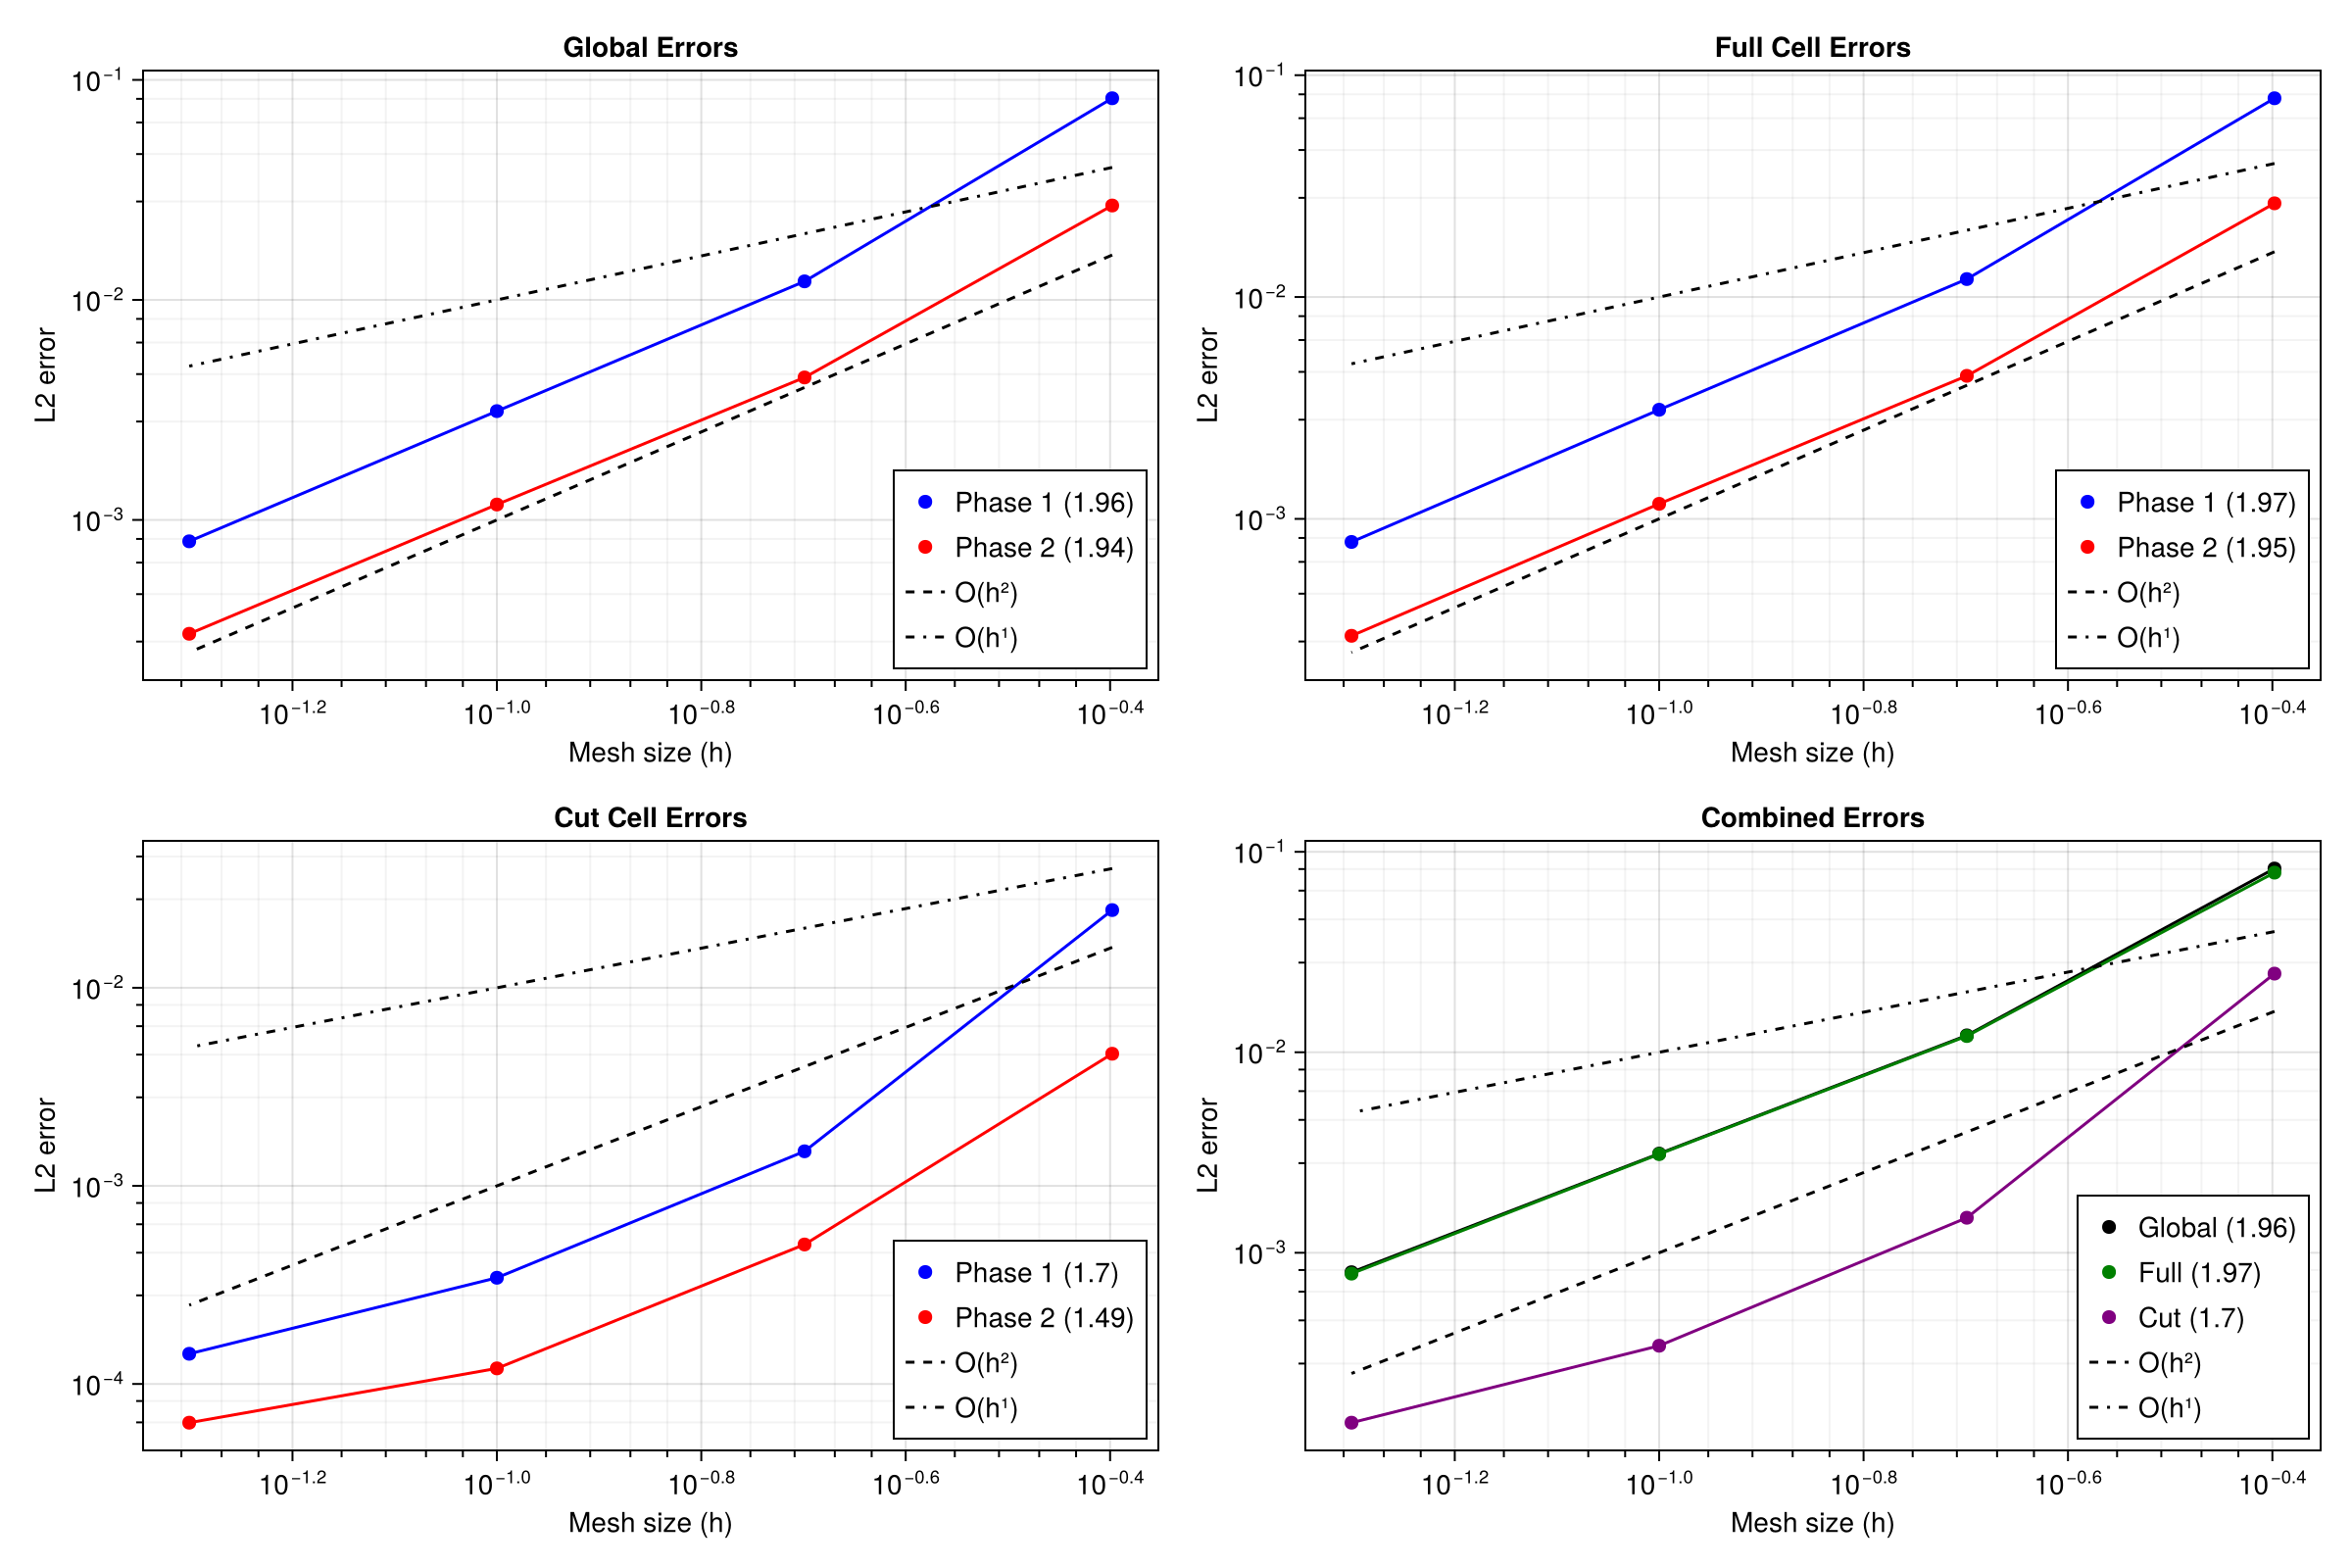 Global Errors
10⁻¹
10⁻²
10⁻³
L2 error
Phase 1 (1.96)
Phase 2 (1.94)
O(h²)
O(h¹)
10⁻¹·²
10⁻¹·⁰
10⁻⁰·⁸
10⁻⁰·⁶
10⁻⁰·⁴
Mesh size (h)
Full Cell Errors
10⁻¹
10⁻²
10⁻³
L2 error
Phase 1 (1.97)
Phase 2 (1.95)
O(h²)
O(h¹)
10⁻¹·²
10⁻¹·⁰
10⁻⁰·⁸
10⁻⁰·⁶
10⁻⁰·⁴
Mesh size (h)
Cut Cell Errors
10⁻²
10⁻³
10⁻⁴
L2 error
Phase 1 (1.7)
Phase 2 (1.49)
O(h²)
O(h¹)
10⁻¹·²
10⁻¹·⁰
10⁻⁰·⁸
10⁻⁰·⁶
10⁻⁰·⁴
Mesh size (h)
Combined Errors
10⁻¹
10⁻²
10⁻³
L2 error
Global (1.96)
Full (1.97)
Cut (1.7)
O(h²)
O(h¹)
10⁻¹·²
10⁻¹·⁰
10⁻⁰·⁸
10⁻⁰·⁶
10⁻⁰·⁴
Mesh size (h)